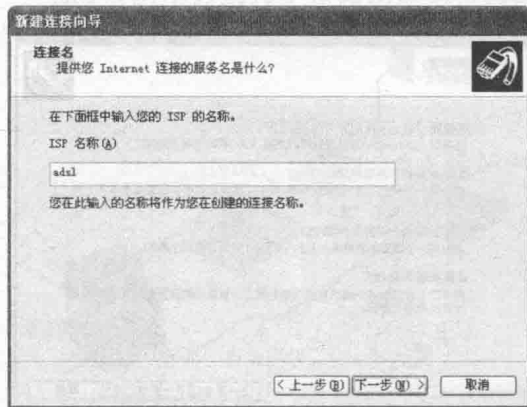 新建连接向导
连接名
提供您 Internet 连接的服务名是什么?
在下面框中输入您的 ISP 的名称。
ISP 名称(A)
adsl
您在此输入的名称将作为您在创建的连接名称。
< 上一步(B) 下一步(N) > 取消